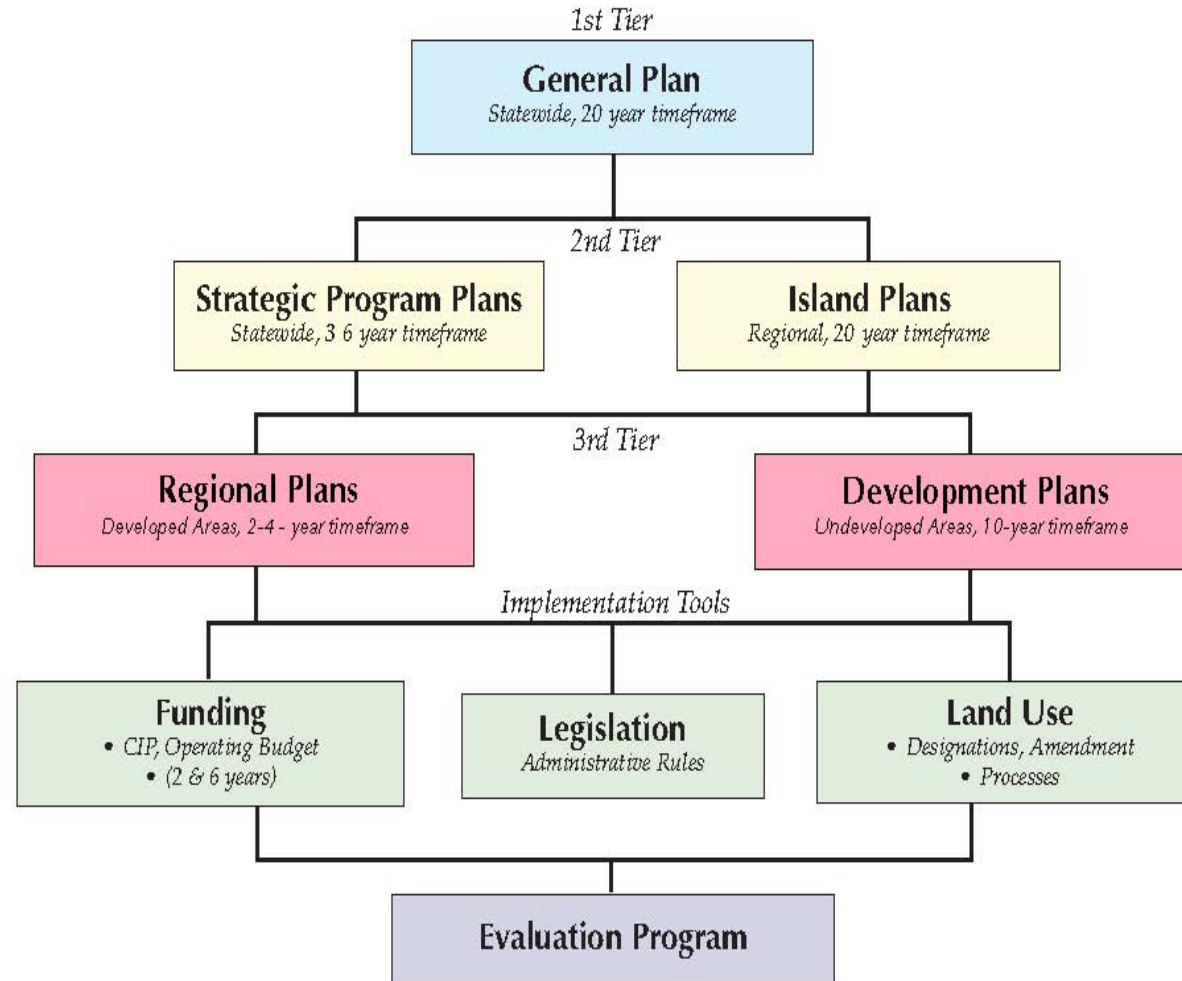 1st Tier
General Plan
Statewide, 20 year timeframe
2nd Tier
Strategic Program Plans
Statewide, 3 6 year timeframe
Island Plans
Regional, 20 year timeframe
3rd Tier
Regional Plans
Developed Areas, 2-4 - year timeframe
Development Plans
Undeveloped Areas, 10-year timeframe
Implementation Tools
Funding
• CIP, Operating Budget
• (2 & 6 years)
Legislation
Administrative Rules
Land Use
• Designations, Amendment
• Processes
Evaluation Program